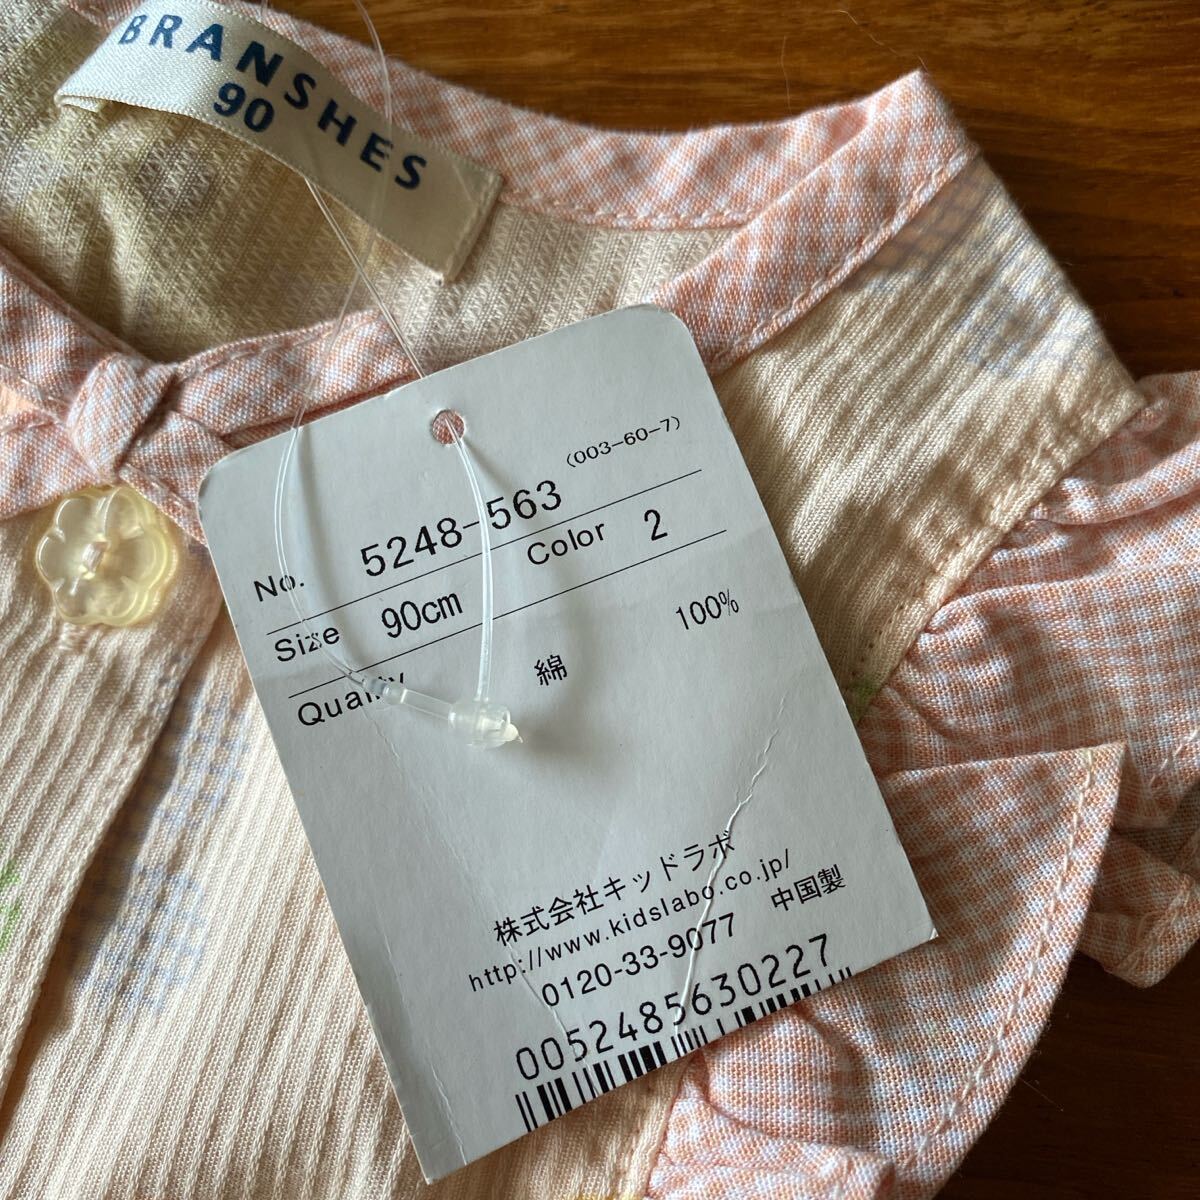 BRANSHES
90
〈003-60-7〉
No. 5248-563
Size 90cm Color 2
Quality
綿 100%
株式会社キッドラボ
http://www.kidslabo.co.jp/
0120-33-9077 中国製
0052485630227